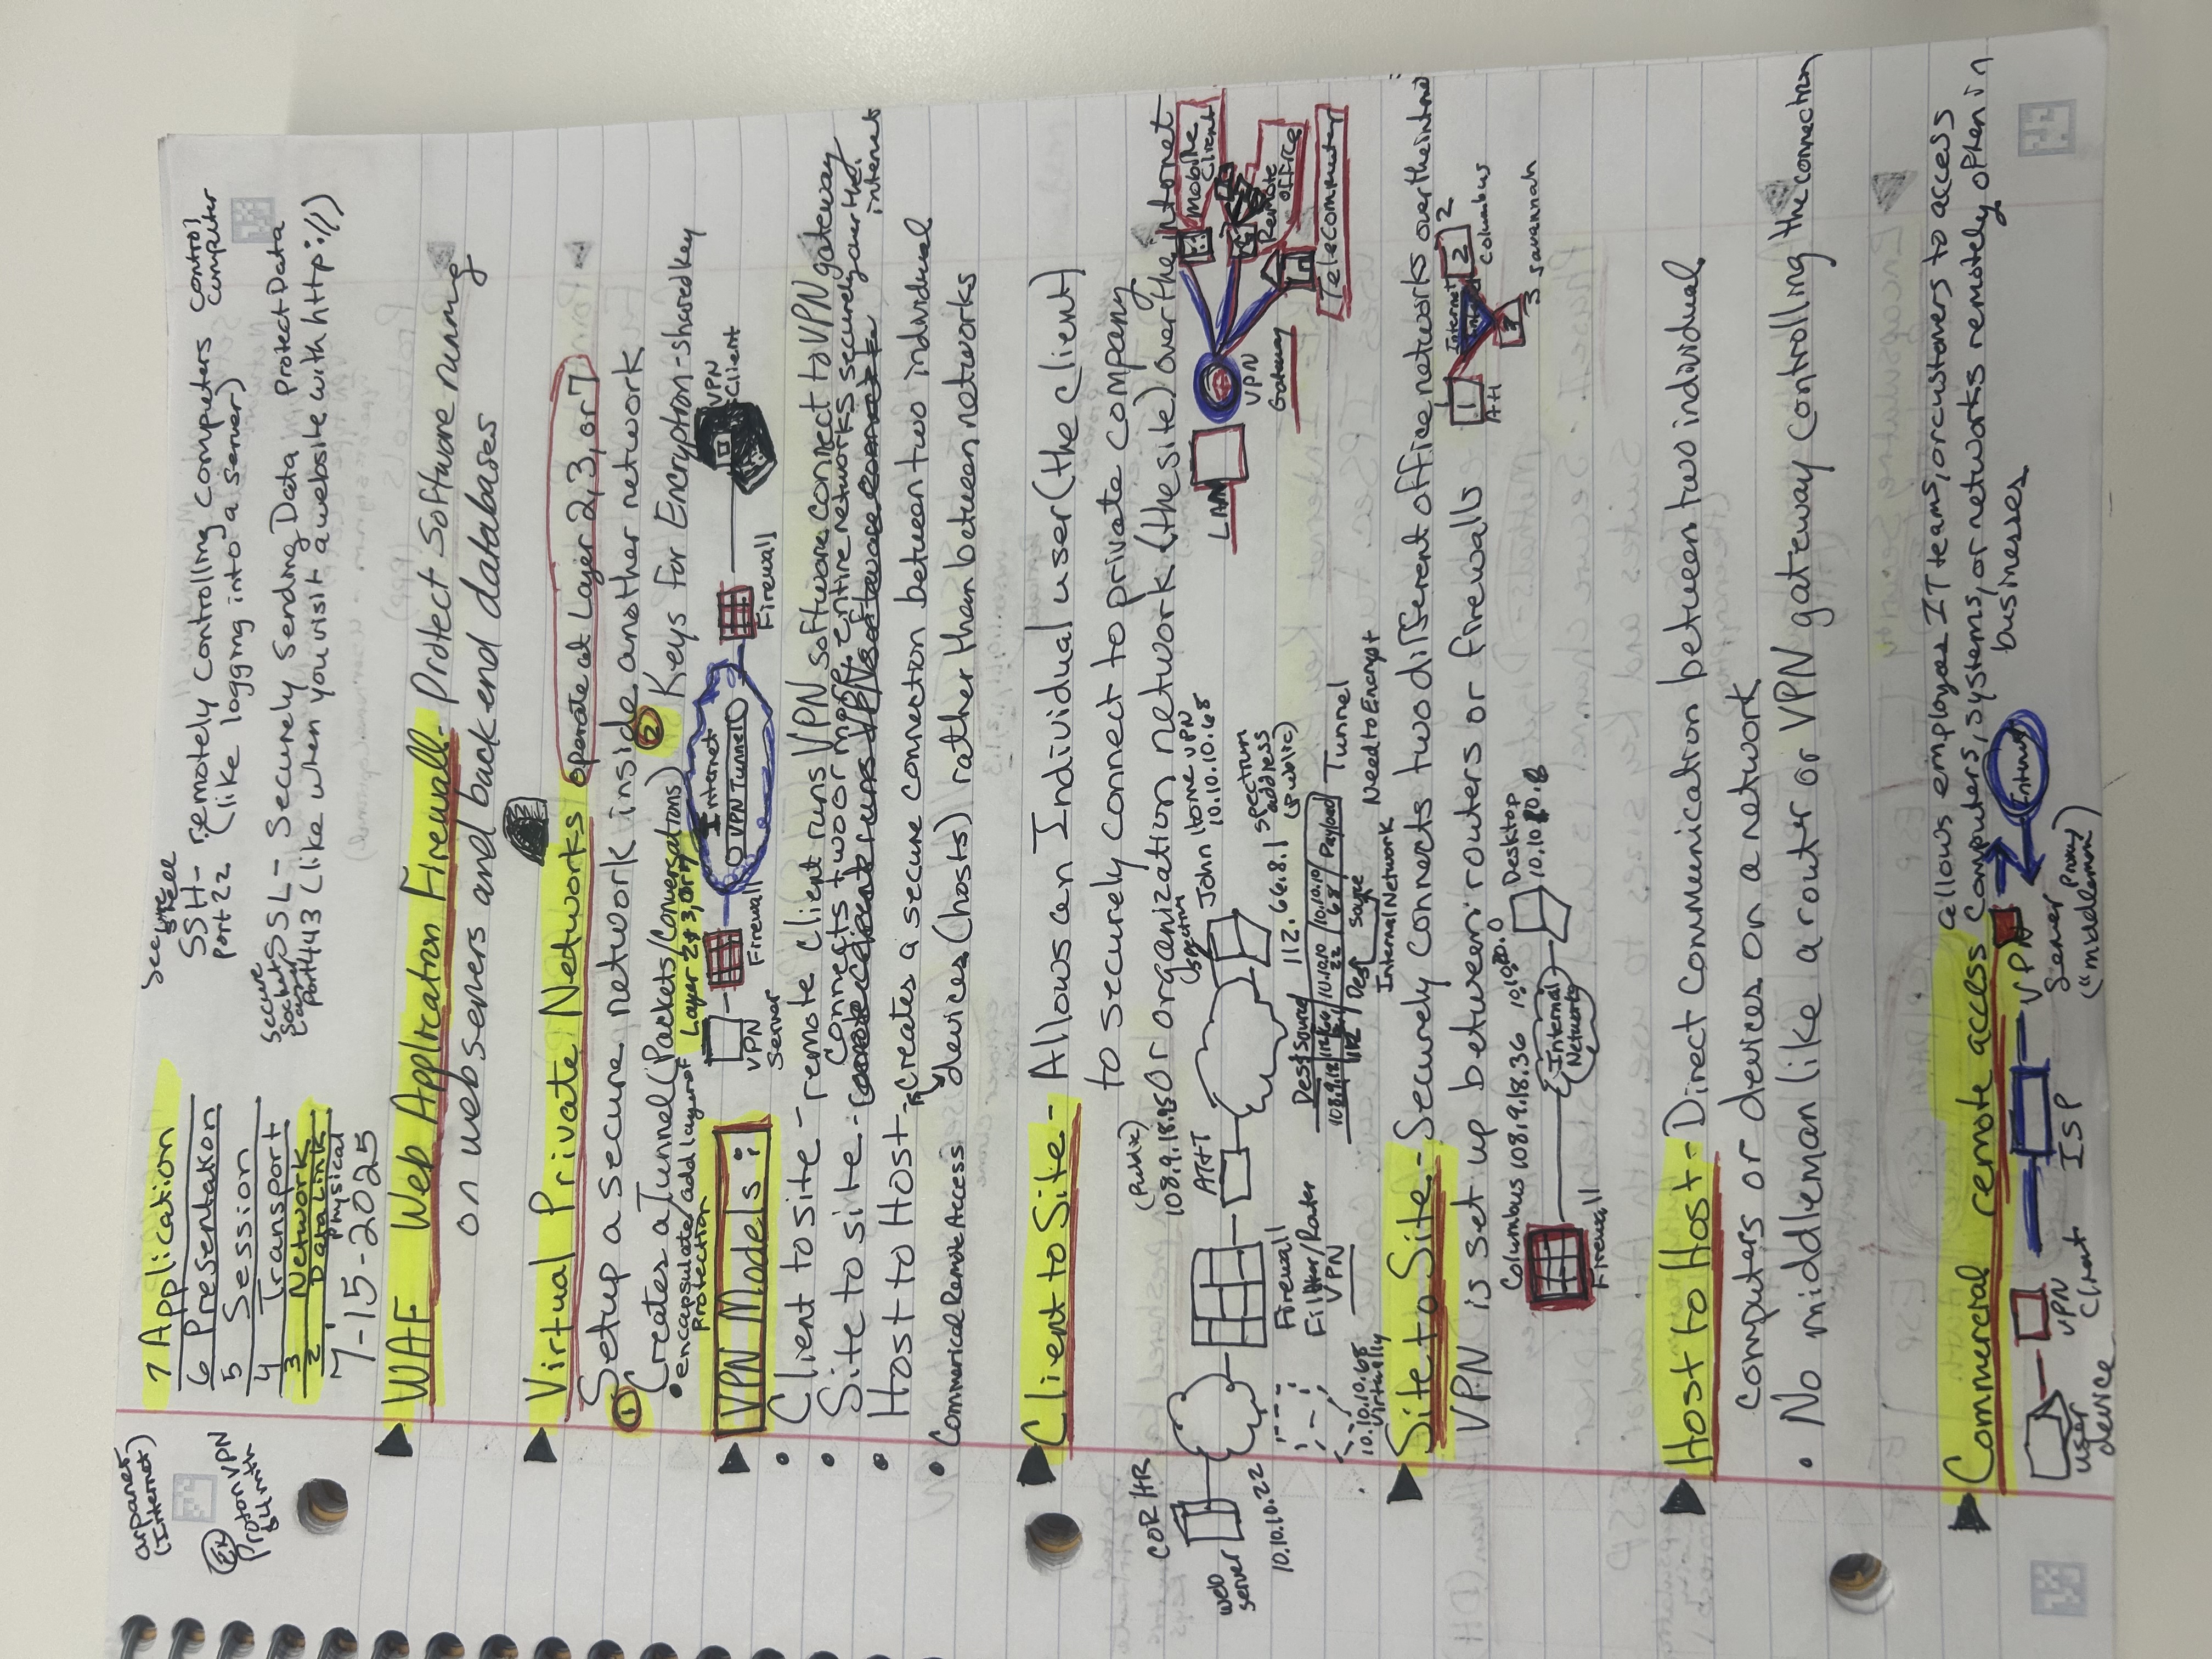 arpanet
(Internet)
Ex
Proton VPN
$4 mnth
7 Application
6 Presentation
5 Session
4 Transport
3 Network
2 Data Link
1 Physical
7-15-2025
Secure
Shell
SSH- remotely controlling computers control
computer
port 22 (like logging into a server)
Secure
Socket
Layer
SSL- Securely Sending Data Protect Data
port 443 (like when you visit a website with http://)
WAF Web Application Firewall- Protect Software running
on webservers and back end databases
Virtual Private Networks operate at Layer 2, 3, or 7
Setup a secure network inside another network
1 Creates a Tunnel (Packets/Conversations) 2 Keys for Encryption-shared key
• encapsulate add layer of Layer 2 & 3, or 7
Protection
VPN Models:
VPN
Server
Firewall
Internet
VPN Tunnel
Firewall
VPN
Client
• Client to site - remote client runs VPN software connect to VPN gateway
• Site to site - connects two or more entire networks securely over the
internet
remote client runs VPN software connect
• Host to Host - creates a secure connection between two individual
devices (hosts) rather than between networks
• Commerical Remote Access
Client to Site - Allows an Individual user (the client)
to securely connect to private company
or organization network (the site) over the internet
COR HR
web
server
10.10.10.22
10.10.10.68
virtually
Firewall
Filter/Router
VPN
(Public)
108.9.18.95
AT&T
Spectrum
John Home VPN
10.10.10.68
112.66.8.1
spectrum
address
(public)
Dest Source
108.9.18 112.66 10.10.10 22 10.10.10 68 Payload
Tunnel
112 Des Source
Internal Network
Need to Encrypt
LAN
VPN
Gateway
Mobile
Client
Remote
office
Telecommuter
Site to Site - Securely connects two different office networks over the internet
VPN is set up between routers or firewalls
1
Internet
2
2
Columbus
3 Savannah
Columbus 108.9.18.36
Firewall
Internal
Network
Desktop
Host to Host - Direct communication between two individual
computers or devices on a network
• No middleman like a router or VPN gateway controlling the connection
Commercial remote access allows employees IT teams, or customers to access
computers, systems, or networks remotely often in
businesses
user
device
VPN
Client
ISP
VPN
Server
Proxy
("middleman")
Internet